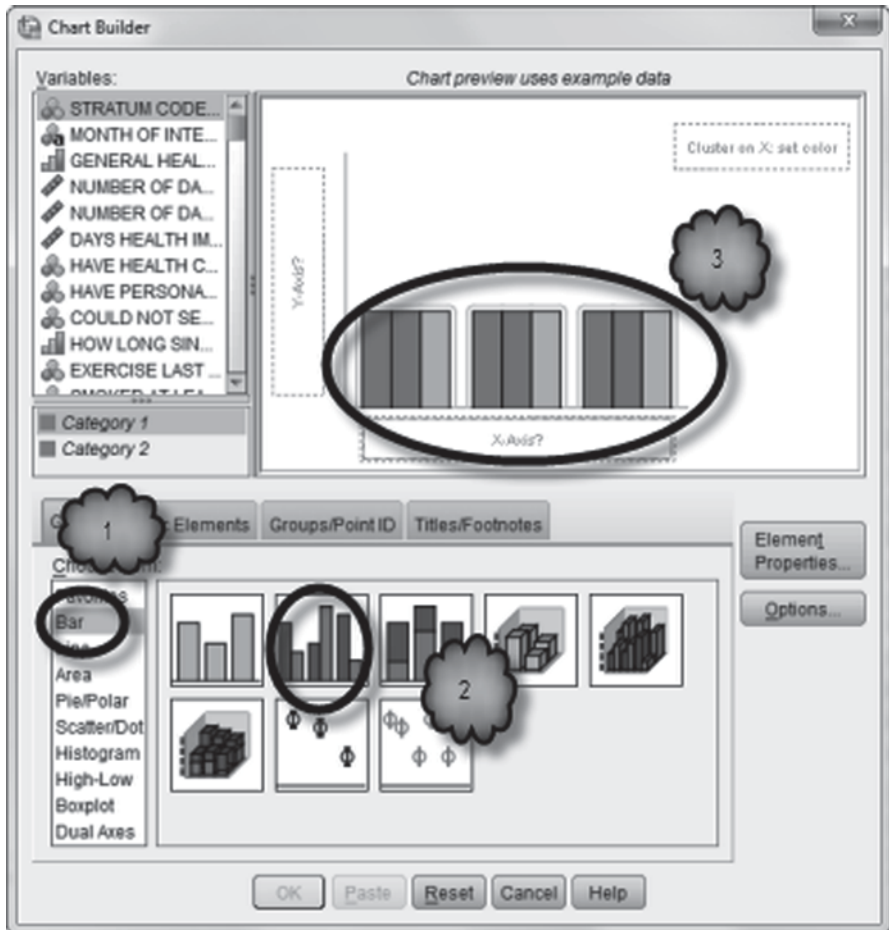 Chart Builder
Variables:
Chart preview uses example data
STRATUM CODE...
MONTH OF INTE...
GENERAL HEAL...
NUMBER OF DA...
NUMBER OF DA...
DAYS HEALTH IM...
HAVE HEALTH C...
HAVE PERSONA...
COULD NOT SE...
HOW LONG SIN...
EXERCISE LAST ...
Category 1
Category 2
Cluster on X: set color
Y-Axis?
3
X-Axis?
1
Elements
Groups/Point ID
Titles/Footnotes
Element Properties...
Options...
Favorites
Bar
Area
Pie/Polar
Scatter/Dot
Histogram
High-Low
Boxplot
Dual Axes
2
OK
Paste
Reset
Cancel
Help